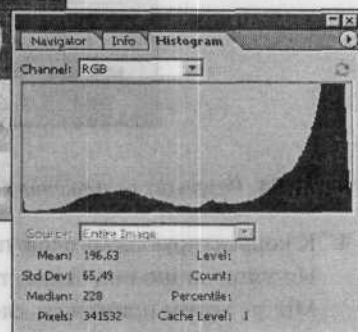 Navigator Info Histogram
Channel: RGB
Source: Entire Image
Mean: 196,63 Level:
Std Dev: 65,49 Count:
Median: 228 Percentile:
Pixels: 341532 Cache Level: 1